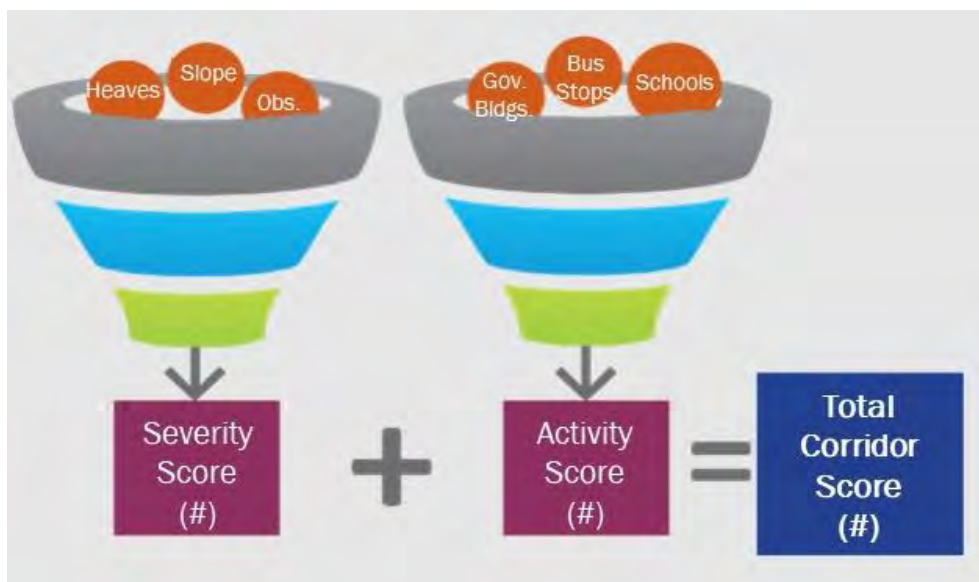 Heaves
Slope
Obs.
Gov.
Bldgs.
Bus
Stops
Schools
Severity
Score
(#)
+
Activity
Score
(#)
=
Total
Corridor
Score
(#)